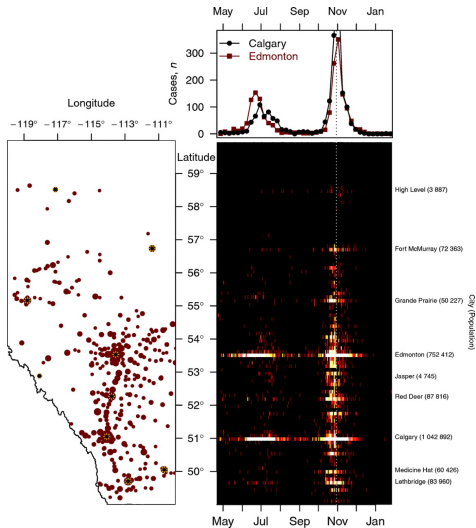 May Jul Sep Nov Jan
Cases, n
300
200
100
0
Calgary
Edmonton
Longitude
−119° −117° −115° −113° −111°
Latitude
59°
58°
57°
56°
55°
54°
53°
52°
51°
50°
High Level (3 887)
Fort McMurray (72 363)
Grande Prairie (50 227)
Edmonton (752 412)
Jasper (4 745)
Red Deer (87 816)
Calgary (1 042 892)
Medicine Hat (60 426)
Lethbridge (83 960)
City (Population)
May Jul Sep Nov Jan